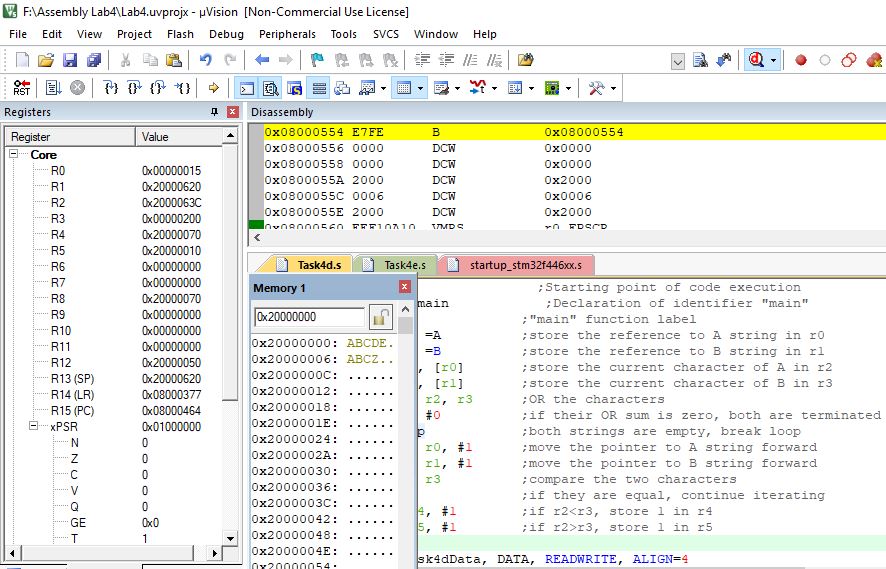 F:\Assembly Lab4\Lab4.uvprojx - µVision  [Non-Commercial Use License]
File Edit View Project Flash Debug Peripherals Tools SVCS Window Help
RST
Registers
Register Value
Core
R0 0x00000015
R1 0x20000620
R2 0x2000063C
R3 0x00000200
R4 0x20000070
R5 0x20000010
R6 0x00000000
R7 0x00000000
R8 0x20000070
R9 0x00000000
R10 0x00000000
R11 0x00000000
R12 0x20000050
R13 (SP) 0x20000620
R14 (LR) 0x08000377
R15 (PC) 0x08000464
xPSR 0x01000000
N 0
Z 0
C 0
V 0
Q 0
GE 0x0
T 1
Disassembly
0x08000554 E7FE B 0x08000554
0x08000556 0000 DCW 0x0000
0x08000558 0000 DCW 0x0000
0x0800055A 2000 DCW 0x2000
0x0800055C 0006 DCW 0x0006
0x0800055E 2000 DCW 0x2000
0x08000560 EEF10A10 VMRS r0,FPSCR
Task4d.s Task4e.s startup_stm32f446xx.s
Memory 1
0x20000000
0x20000000: ABCDE.
0x20000006: ABCZ..
0x2000000C: ......
0x20000012: ......
0x20000018: ......
0x2000001E: ......
0x20000024: ......
0x2000002A: ......
0x20000030: ......
0x20000036: ......
0x2000003C: ......
0x20000042: ......
0x20000048: ......
0x2000004E: ......
0x20000054: ......
;Starting point of code execution
main ;Declaration of identifier "main"
;"main" function label
=A ;store the reference to A string in r0
=B ;store the reference to B string in r1
, [r0] ;store the current character of A in r2
, [r1] ;store the current character of B in r3
r2, r3 ;OR the characters
#0 ;if their OR sum is zero, both are terminated
p ;both strings are empty, break loop
r0, #1 ;move the pointer to A string forward
r1, #1 ;move the pointer to B string forward
r3 ;compare the two characters
;if they are equal, continue iterating
4, #1 ;if r2<r3, store 1 in r4
5, #1 ;if r2>r3, store 1 in r5
sk4dData, DATA, READWRITE, ALIGN=4